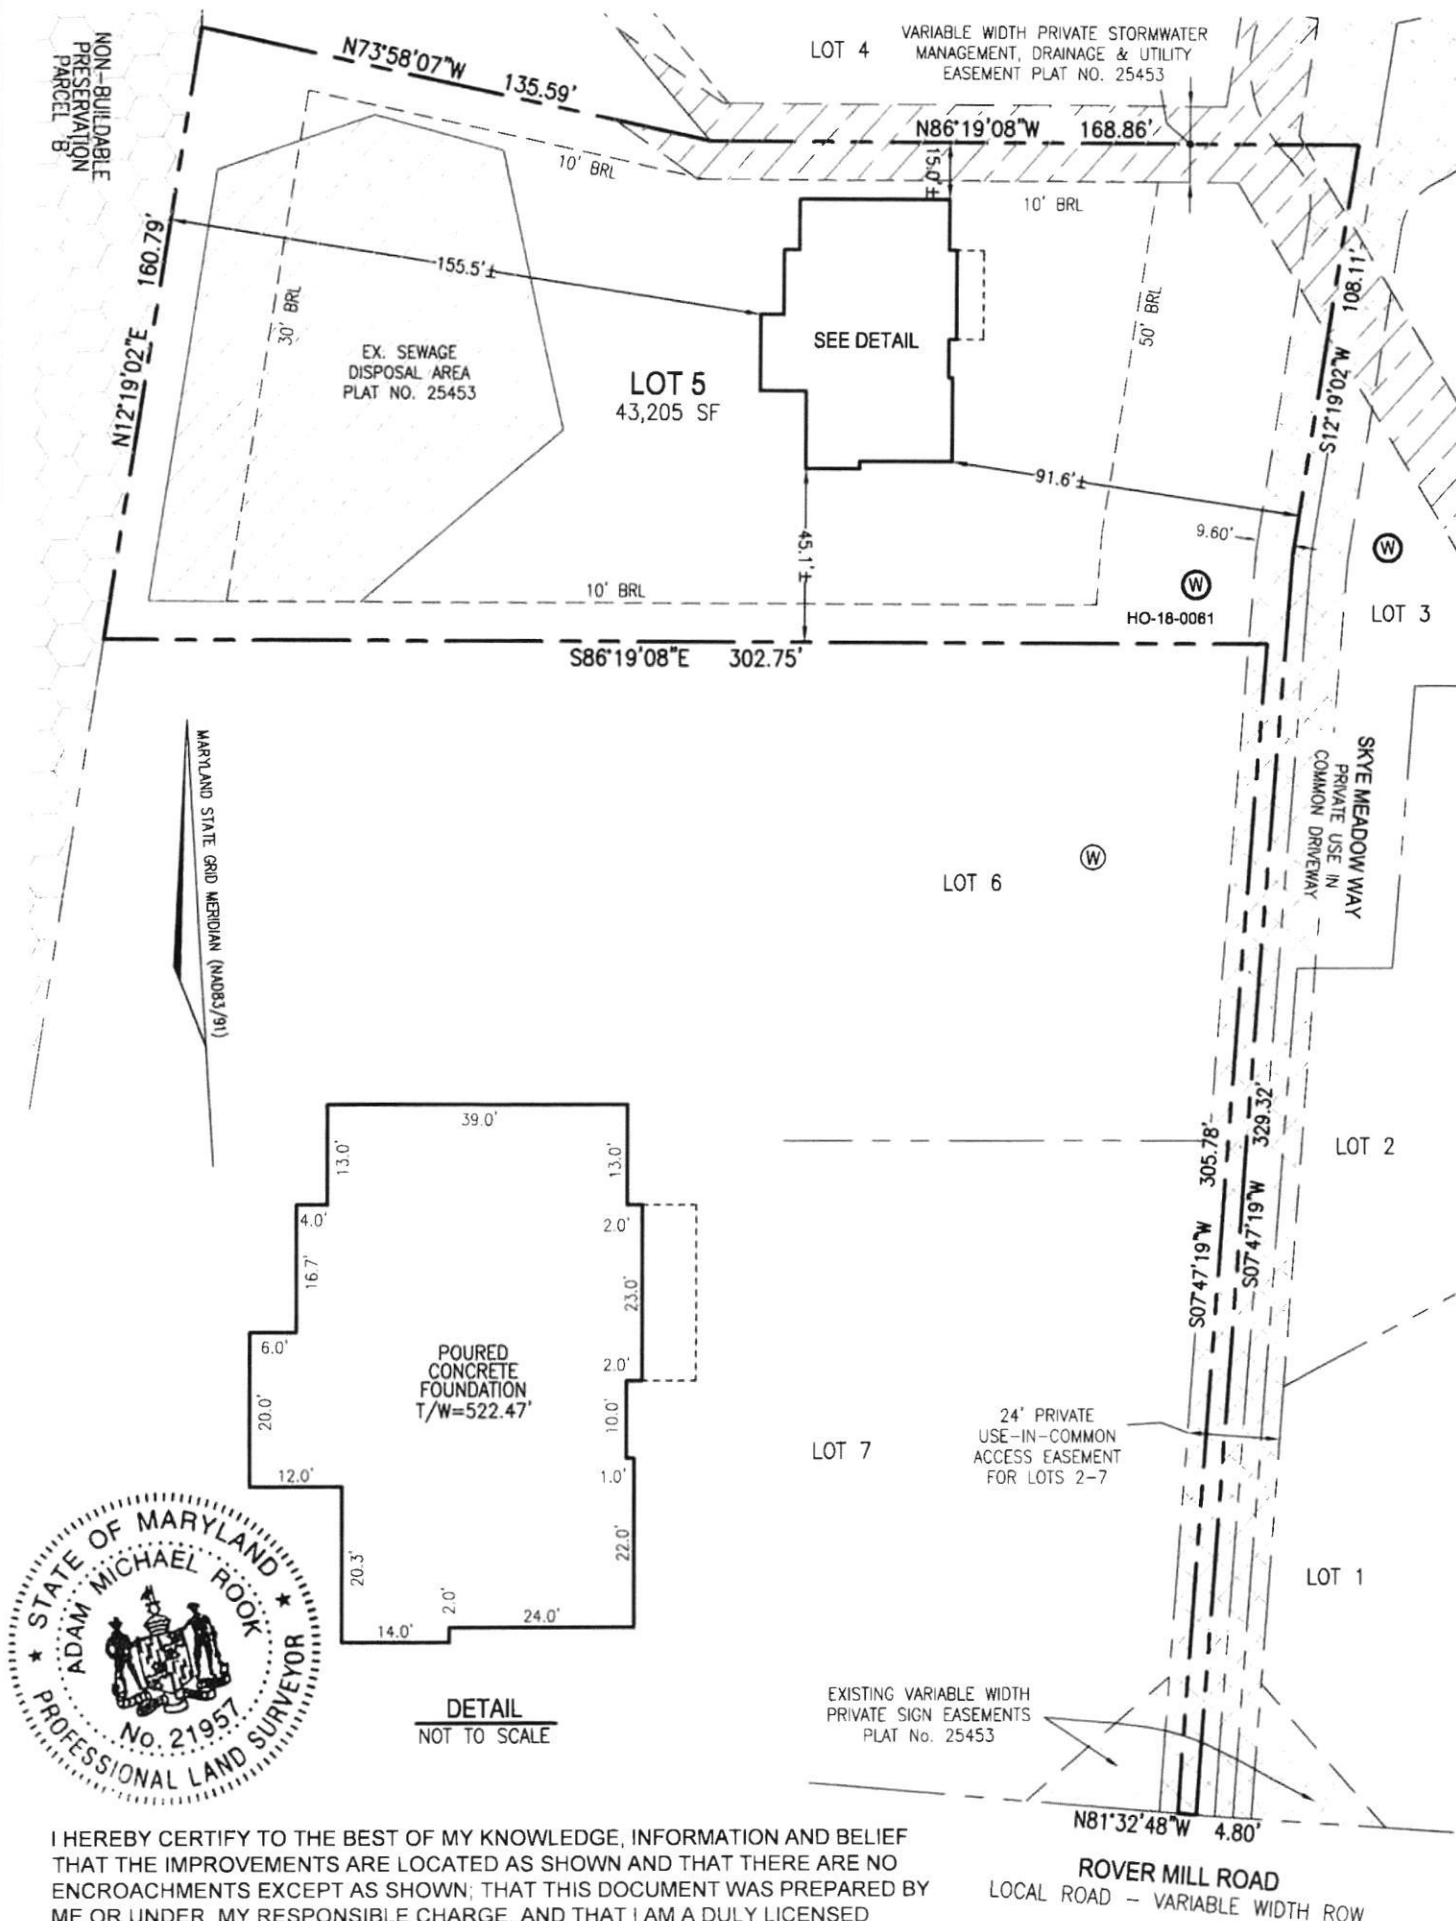 NON-BUILDABLE
PRESERVATION
PARCEL 'B'
N73°58'07"W 135.59'
LOT 4
VARIABLE WIDTH PRIVATE STORMWATER
MANAGEMENT, DRAINAGE & UTILITY
EASEMENT PLAT NO. 25453
N86°19'08"W 168.86'
15.0'±
10' BRL
10' BRL
N12°19'02"E 160.79'
155.5'±
30' BRL
EX. SEWAGE
DISPOSAL AREA
PLAT NO. 25453
LOT 5
43,205 SF
SEE DETAIL
50' BRL
S12°19'02"W 108.11'
91.6'±
9.60'
45.1'±
10' BRL
W
HO-18-0061
W
LOT 3
S86°19'08"E 302.75'
MARYLAND STATE GRID MERIDIAN (NAD83/91)
SKYE MEADOW WAY
PRIVATE USE IN
COMMON DRIVEWAY
LOT 6
W
S07°47'19"W 305.78'
S07°47'19"W 329.32'
LOT 2
39.0'
13.0'
13.0'
4.0'
2.0'
16.7'
23.0'
6.0'
2.0'
POURED
CONCRETE
FOUNDATION
T/W=522.47'
20.0'
10.0'
12.0'
1.0'
20.3'
22.0'
2.0'
14.0'
24.0'
LOT 7
24' PRIVATE
USE-IN-COMMON
ACCESS EASEMENT
FOR LOTS 2-7
LOT 1
STATE OF MARYLAND
ADAM MICHAEL ROOK
No. 21957
PROFESSIONAL LAND SURVEYOR
DETAIL
NOT TO SCALE
EXISTING VARIABLE WIDTH
PRIVATE SIGN EASEMENTS
PLAT No. 25453
N81°32'48"W 4.80'
ROVER MILL ROAD
LOCAL ROAD - VARIABLE WIDTH ROW
I HEREBY CERTIFY TO THE BEST OF MY KNOWLEDGE, INFORMATION AND BELIEF
THAT THE IMPROVEMENTS ARE LOCATED AS SHOWN AND THAT THERE ARE NO
ENCROACHMENTS EXCEPT AS SHOWN; THAT THIS DOCUMENT WAS PREPARED BY
ME OR UNDER MY RESPONSIBLE CHARGE, AND THAT I AM A DULY LICENSED